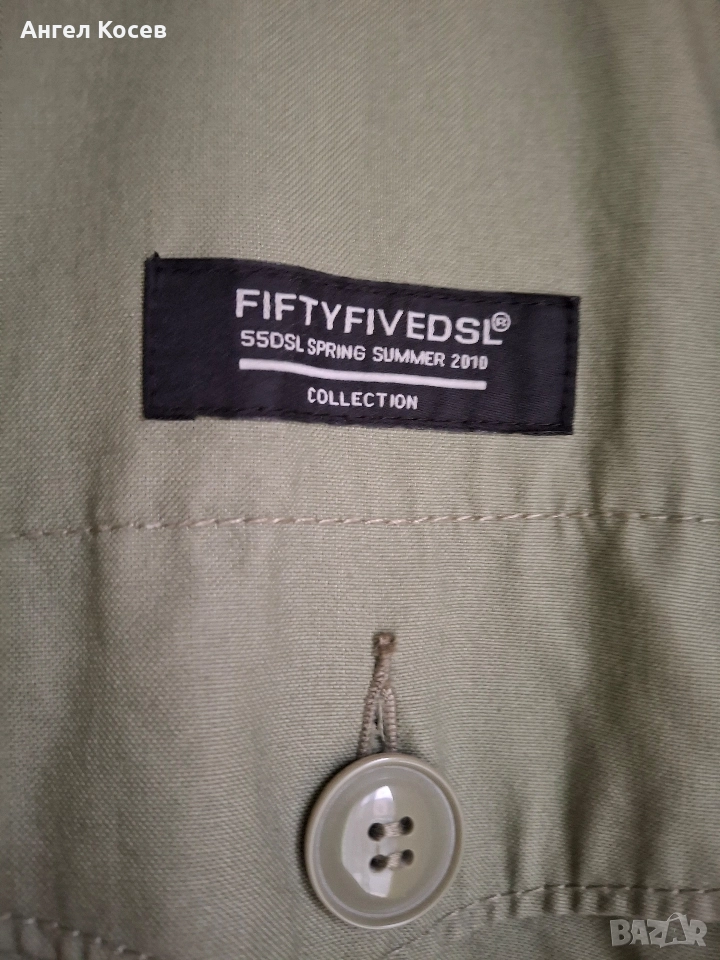 Ангел Косев
FIFTYFIVEDSL®
55DSL SPRING SUMMER 2010
COLLECTION
BAZAR